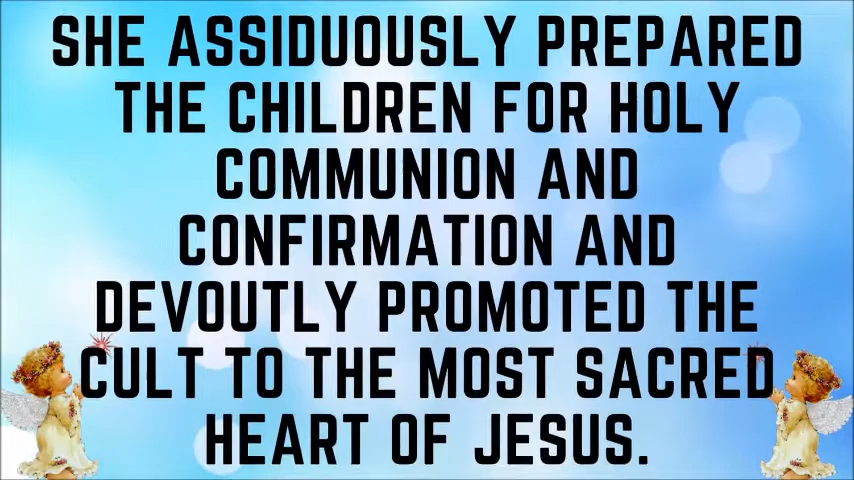 SHE ASSIDUOUSLY PREPARED
THE CHILDREN FOR HOLY
COMMUNION AND
CONFIRMATION AND
DEVOUTLY PROMOTED THE
CULT TO THE MOST SACRED
HEART OF JESUS.